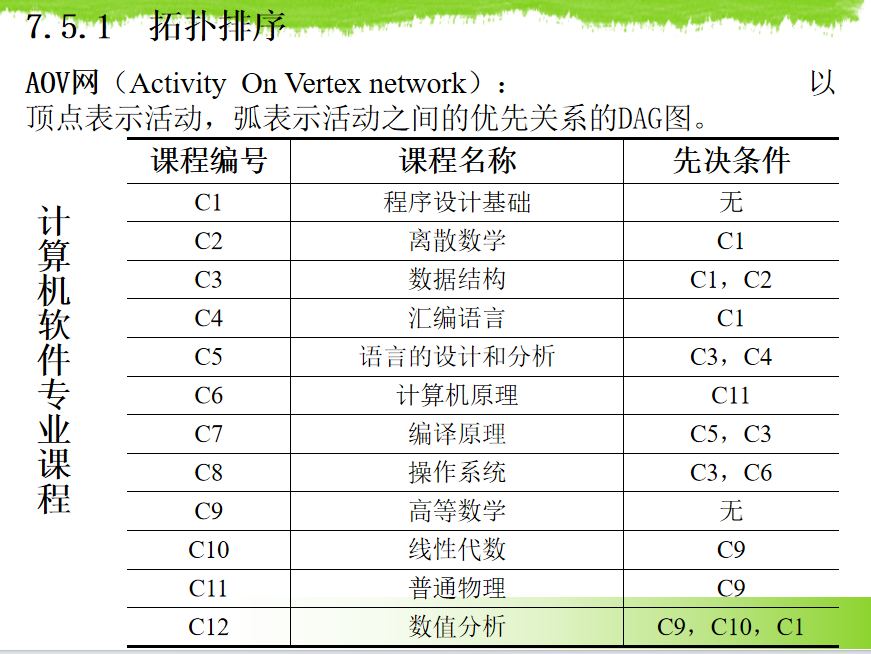 7.5.1 拓扑排序
AOV网（Activity On Vertex network）： 以
顶点表示活动，弧表示活动之间的优先关系的DAG图。
计算机软件专业课程
课程编号 课程名称 先决条件
C1 程序设计基础 无
C2 离散数学 C1
C3 数据结构 C1，C2
C4 汇编语言 C1
C5 语言的设计和分析 C3，C4
C6 计算机原理 C11
C7 编译原理 C5，C3
C8 操作系统 C3，C6
C9 高等数学 无
C10 线性代数 C9
C11 普通物理 C9
C12 数值分析 C9，C10，C1